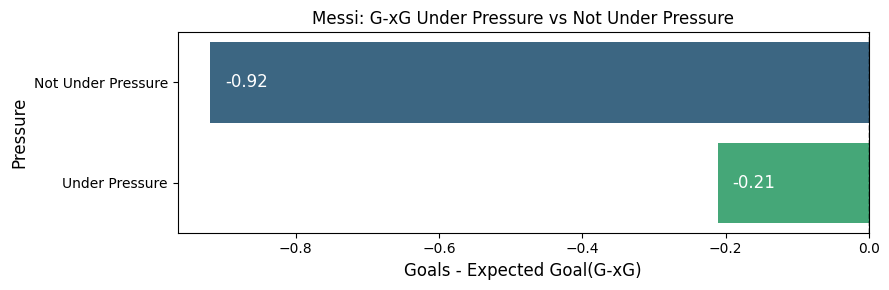 Messi: G-xG Under Pressure vs Not Under Pressure
Pressure
Not Under Pressure
-0.92
Under Pressure
-0.21
−0.8
−0.6
−0.4
−0.2
0.0
Goals - Expected Goal(G-xG)